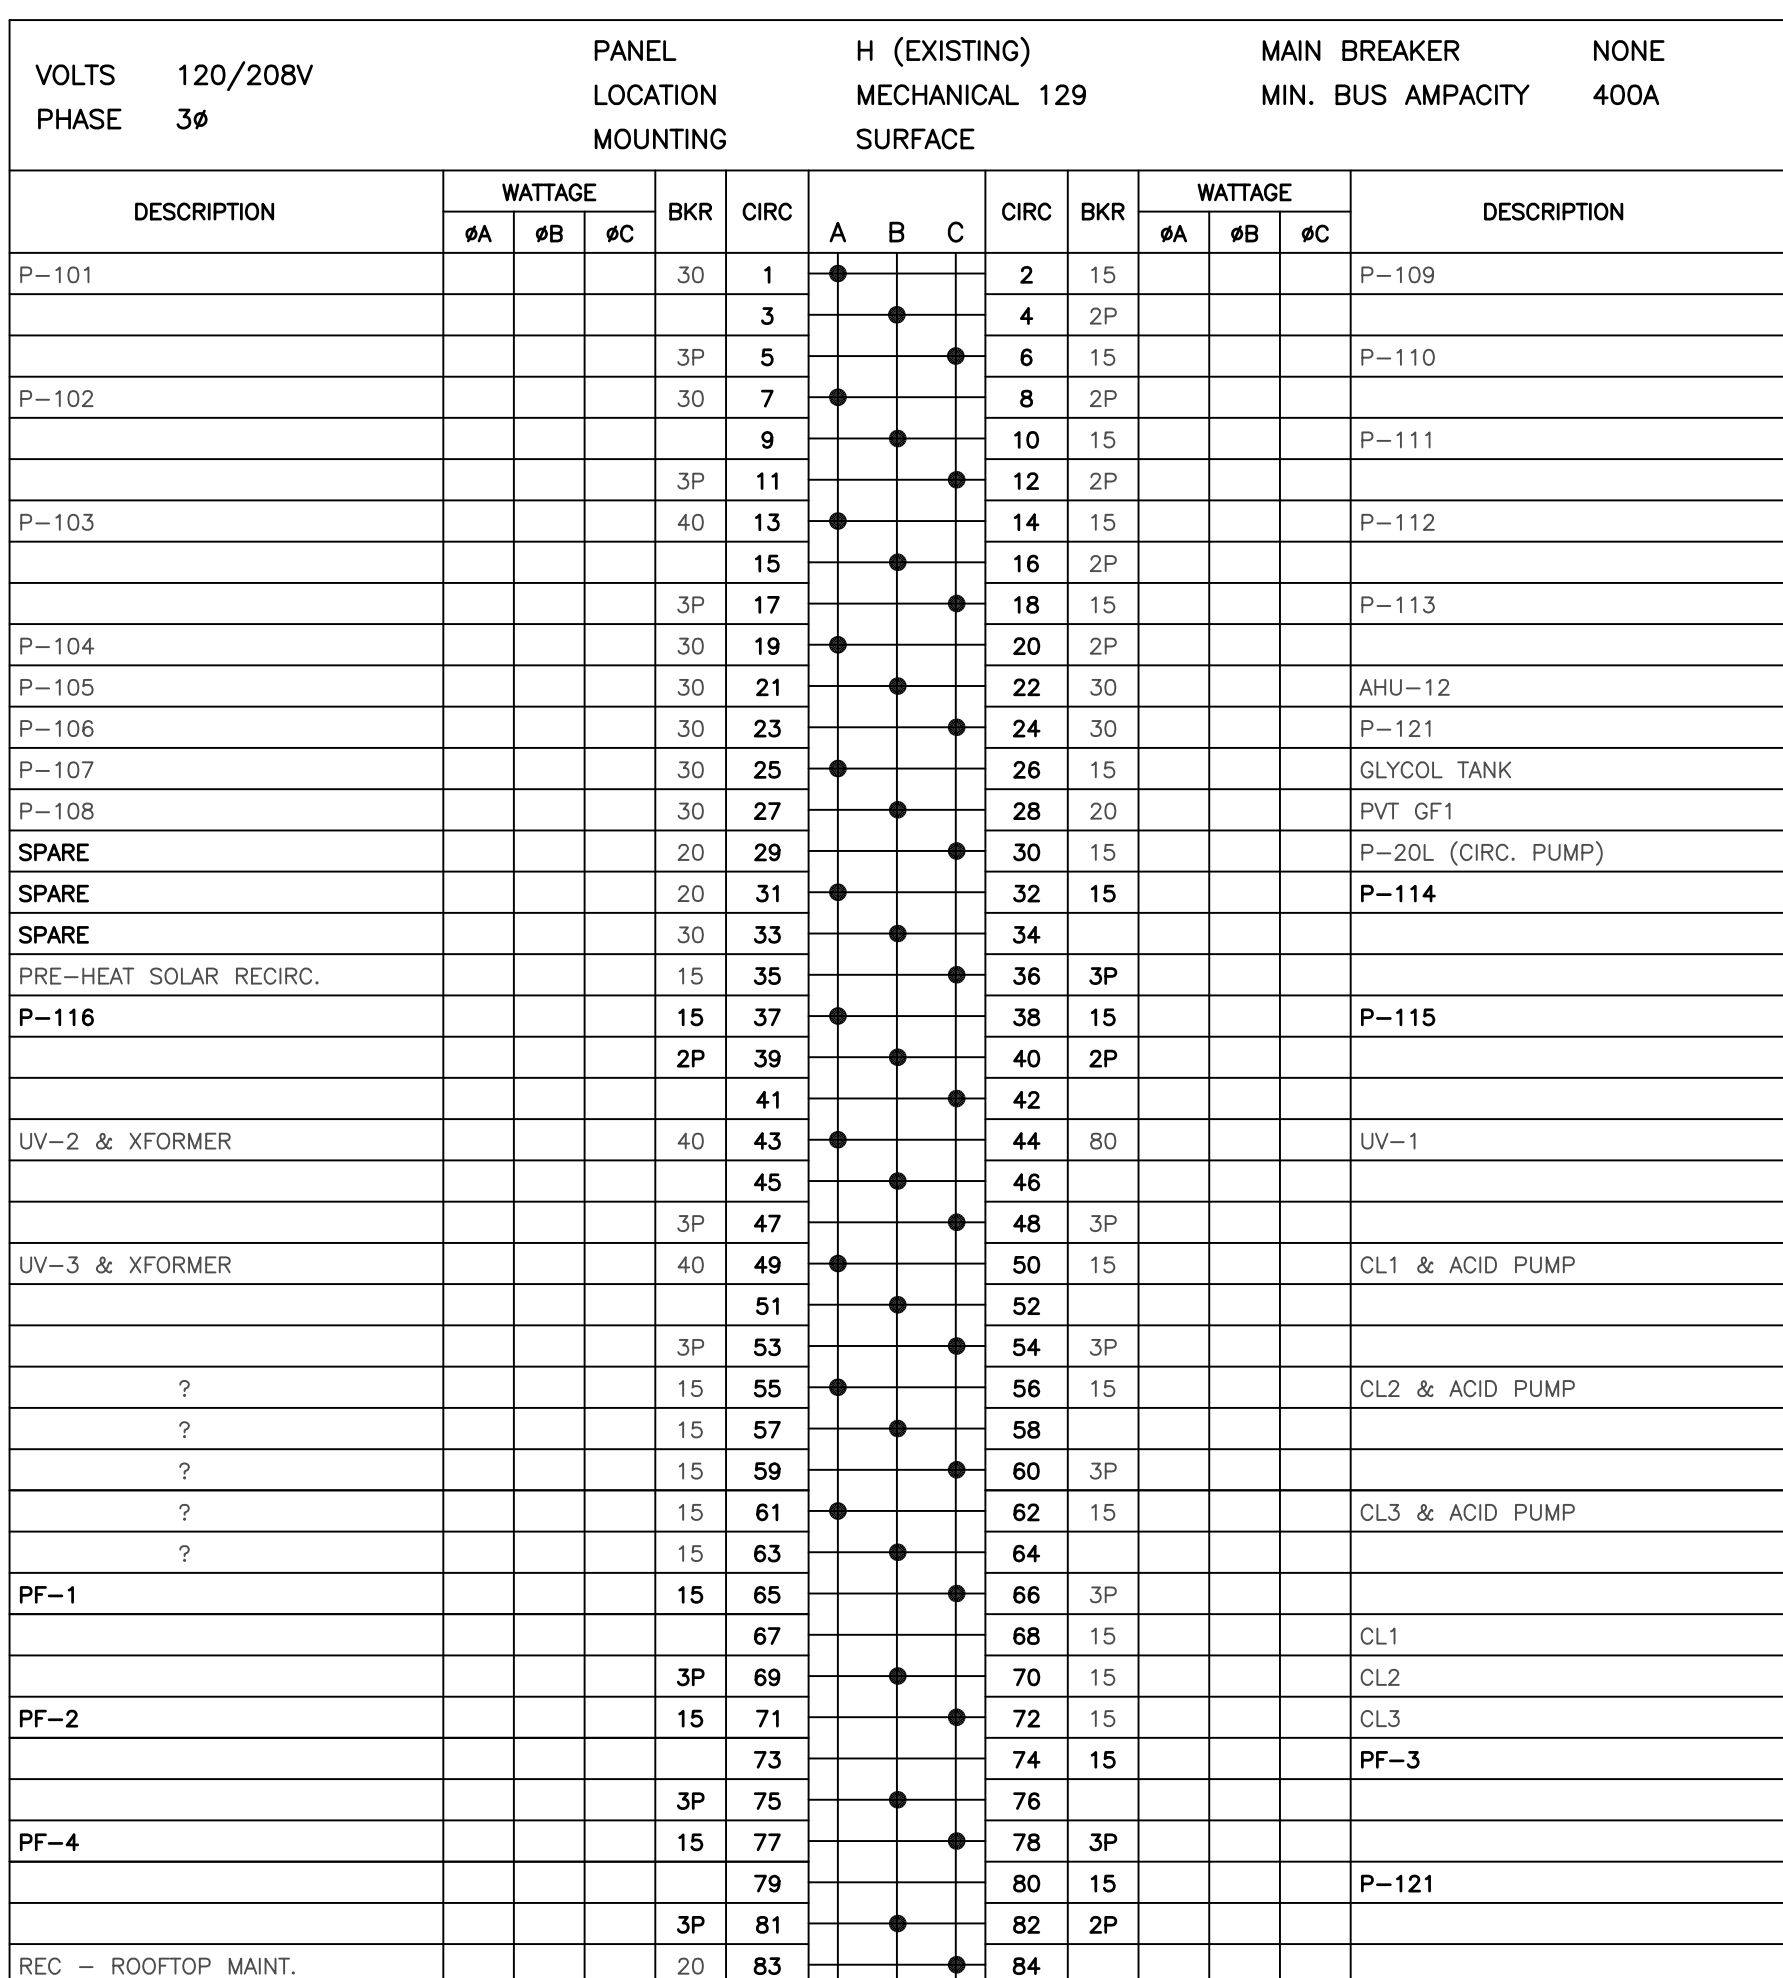 VOLTS 120/208V PANEL H (EXISTING) MAIN BREAKER NONE
PHASE 3ø LOCATION MECHANICAL 129 MIN. BUS AMPACITY 400A
MOUNTING SURFACE
DESCRIPTION WATTAGE BKR CIRC CIRC BKR WATTAGE DESCRIPTION
øA øB øC A B C øA øB øC
P-101 30 1 2 15 P-109
3 4 2P
3P 5 6 15 P-110
P-102 30 7 8 2P
9 10 15 P-111
3P 11 12 2P
P-103 40 13 14 15 P-112
15 16 2P
3P 17 18 15 P-113
P-104 30 19 20 2P
P-105 30 21 22 30 AHU-12
P-106 30 23 24 30 P-121
P-107 30 25 26 15 GLYCOL TANK
P-108 30 27 28 20 PVT GF1
SPARE 20 29 30 15 P-20L (CIRC. PUMP)
SPARE 20 31 32 15 P-114
SPARE 30 33 34
PRE-HEAT SOLAR RECIRC. 15 35 36 3P
P-116 15 37 38 15 P-115
2P 39 40 2P
41 42
UV-2 & XFORMER 40 43 44 80 UV-1
45 46
3P 47 48 3P
UV-3 & XFORMER 40 49 50 15 CL1 & ACID PUMP
51 52
3P 53 54 3P
? 15 55 56 15 CL2 & ACID PUMP
? 15 57 58
? 15 59 60 3P
? 15 61 62 15 CL3 & ACID PUMP
? 15 63 64
PF-1 15 65 66 3P
67 68 15 CL1
3P 69 70 15 CL2
PF-2 15 71 72 15 CL3
73 74 15 PF-3
3P 75 76
PF-4 15 77 78 3P
79 80 15 P-121
3P 81 82 2P
REC - ROOFTOP MAINT. 20 83 84